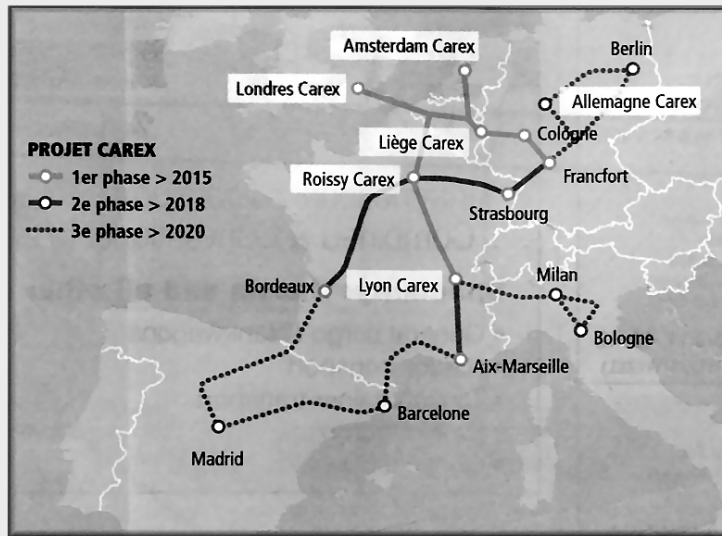 Amsterdam Carex
Berlin
Londres Carex
Allemagne Carex
Cologne
Liège Carex
PROJET CAREX
1er phase > 2015
2e phase > 2018
3e phase > 2020
Roissy Carex
Francfort
Strasbourg
Bordeaux
Lyon Carex
Milan
Bologne
Aix-Marseille
Barcelone
Madrid